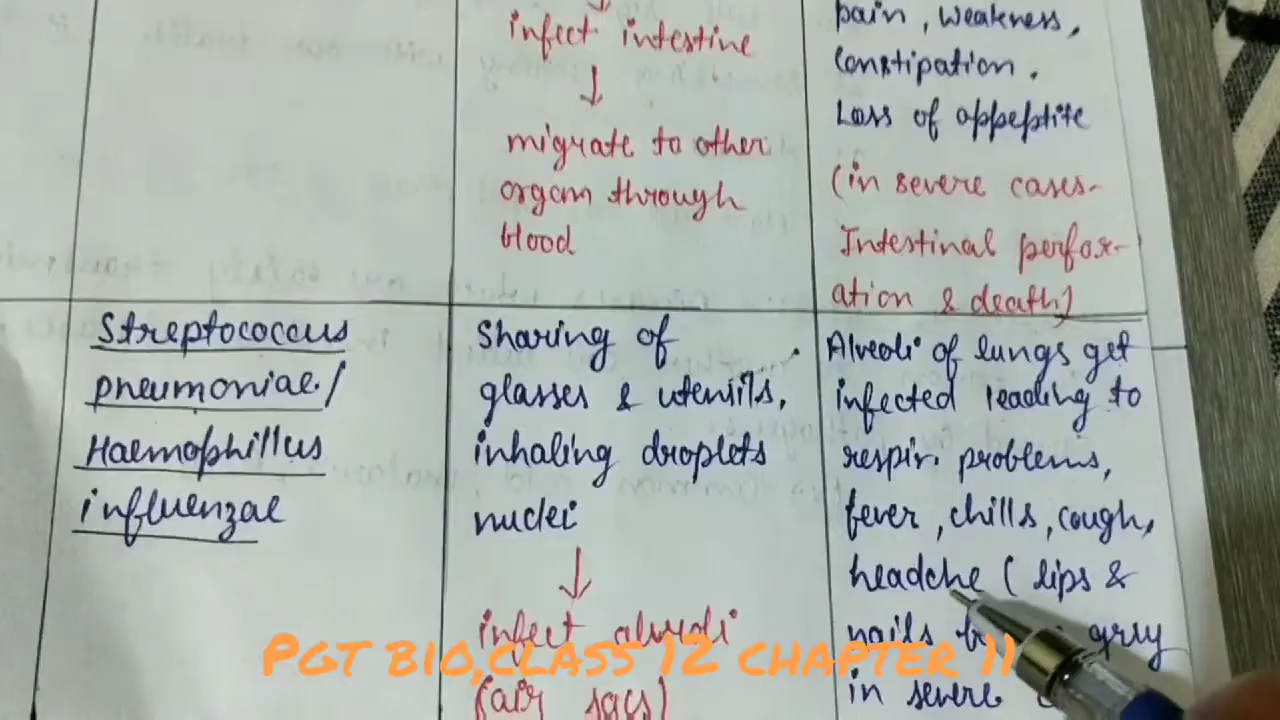 infect intestine
↓
migrate to other
organ through
blood
pain, weakness,
Constipation.
Loss of appeptite
(in severe cases-
Intestinal perfor-
ation & death)
Streptococcus
pneumoniae/
Haemophillus
influenzae
Sharing of
glasses & utensils,
inhaling droplets
nuclei
↓
infect alveoli
(air sacs)
Alveoli of lungs get
infected leading to
respir. problems,
fever, chills, cough,
headche ( lips &
nails grey
in severe
PGT BIO,CLASS 12 CHAPTER 11